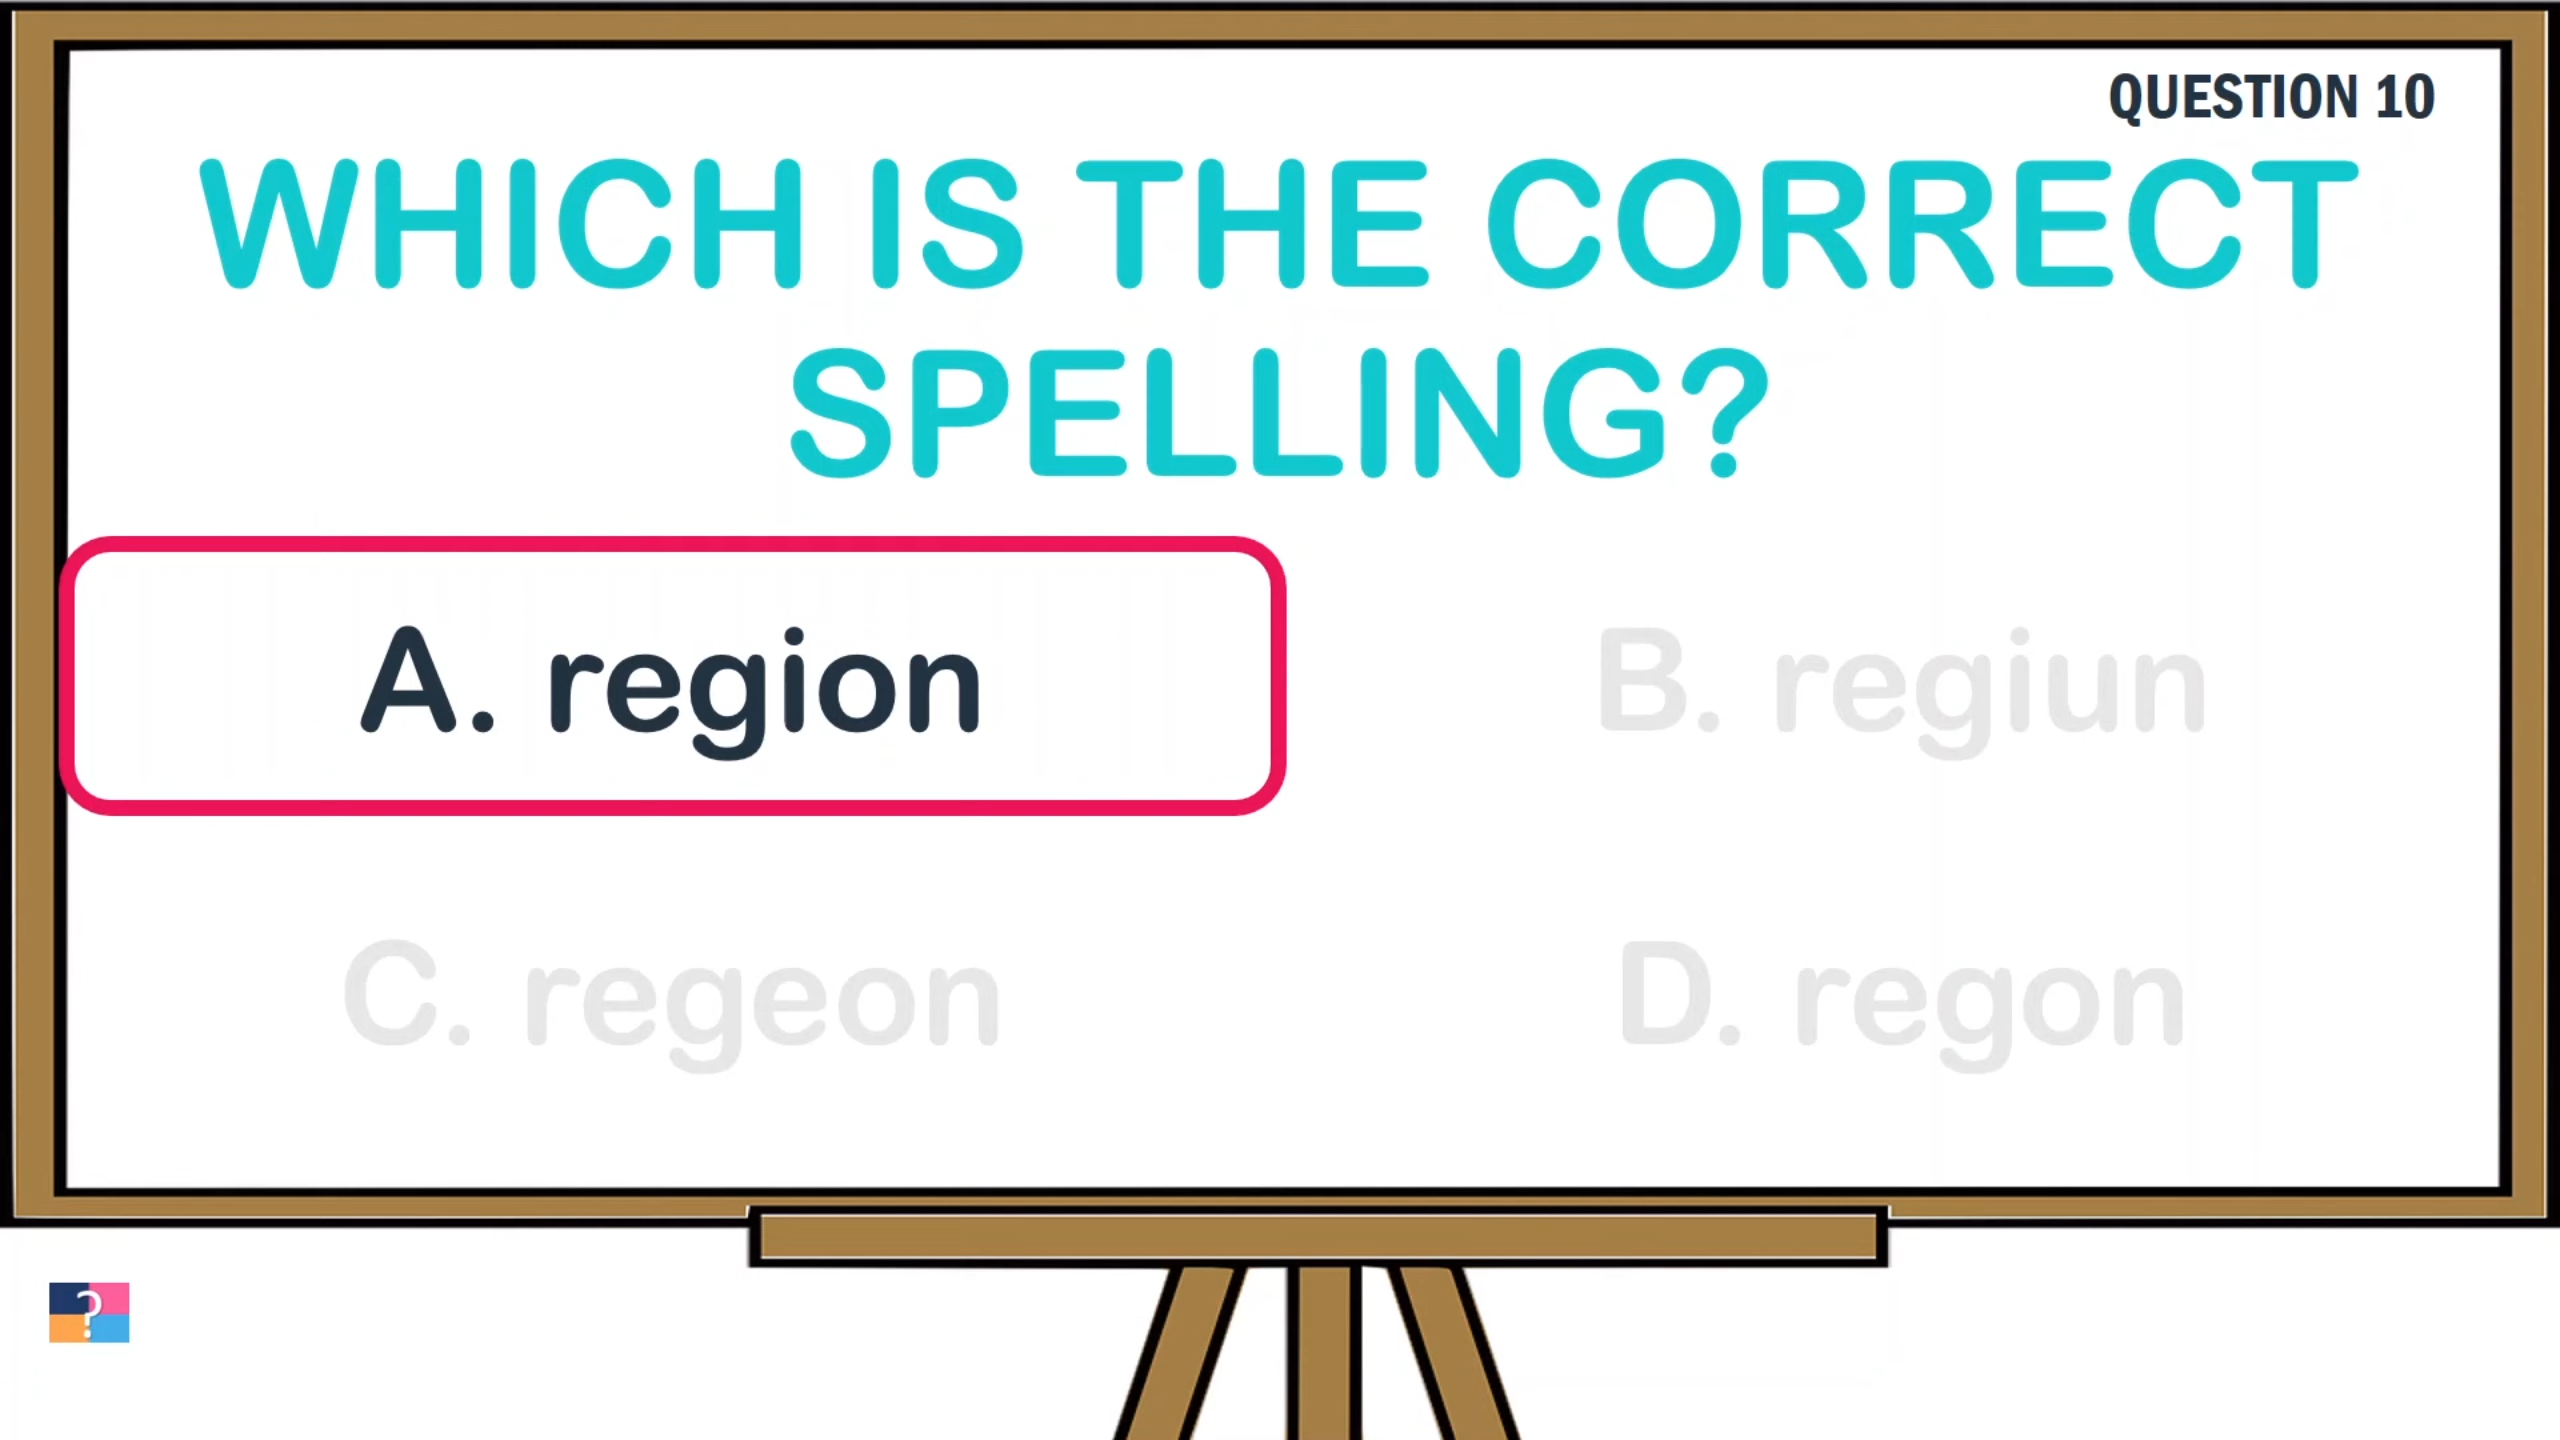 QUESTION 10
WHICH IS THE CORRECT
SPELLING?
A. region
B. regiun
C. regeon
D. regon
?